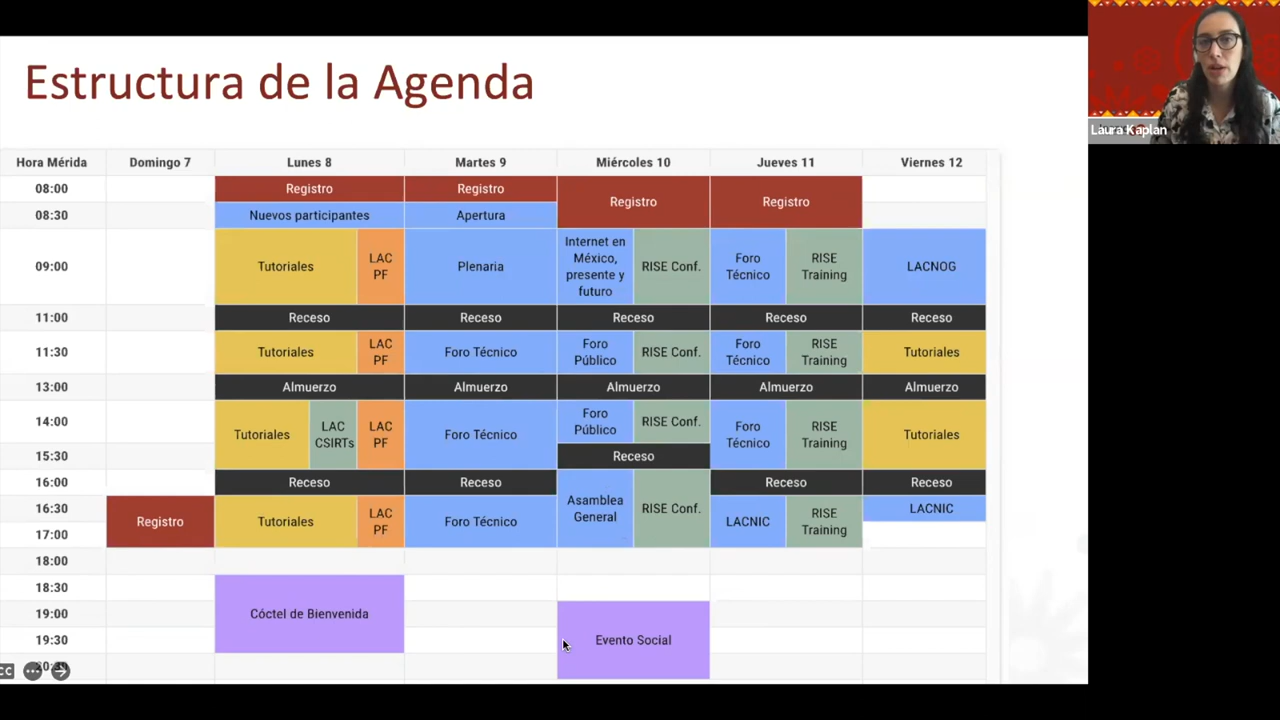 Estructura de la Agenda
Laura Kaplan
Hora Mérida Domingo 7 Lunes 8 Martes 9 Miércoles 10 Jueves 11 Viernes 12
08:00 Registro Registro Registro Registro
08:30 Nuevos participantes Apertura
09:00 Tutoriales LAC PF Plenaria Internet en México, presente y futuro RISE Conf. Foro Técnico RISE Training LACNOG
11:00 Receso Receso Receso Receso Receso
11:30 Tutoriales LAC PF Foro Técnico Foro Público RISE Conf. Foro Técnico RISE Training Tutoriales
13:00 Almuerzo Almuerzo Almuerzo Almuerzo Almuerzo
14:00 Tutoriales LAC CSIRTs LAC PF Foro Técnico Foro Público RISE Conf. Foro Técnico RISE Training Tutoriales
15:30 Receso
16:00 Receso Receso Asamblea General RISE Conf. Receso Receso
16:30 Registro Tutoriales LAC PF Foro Técnico LACNIC RISE Training LACNIC
17:00
18:00
18:30 Cóctel de Bienvenida
19:00 Evento Social
19:30
CC